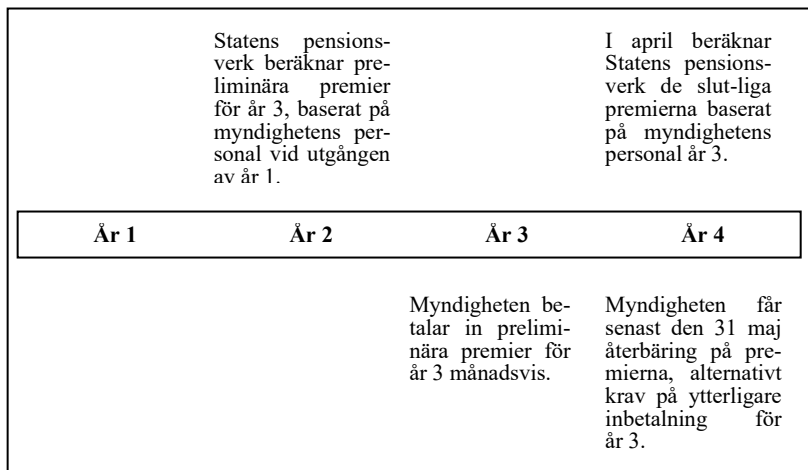 Statens pensions-
verk beräknar pre-
liminära premier
för år 3, baserat på
myndighetens per-
sonal vid utgången
av år 1.
I april beräknar
Statens pensions-
verk de slut-liga
premierna baserat
på myndighetens
personal år 3.
År 1 År 2 År 3 År 4
Myndigheten be-
talar in prelimi-
nära premier för
år 3 månadsvis.
Myndigheten får
senast den 31 maj
återbäring på pre-
mierna, alternativt
krav på ytterligare
inbetalning för
år 3.